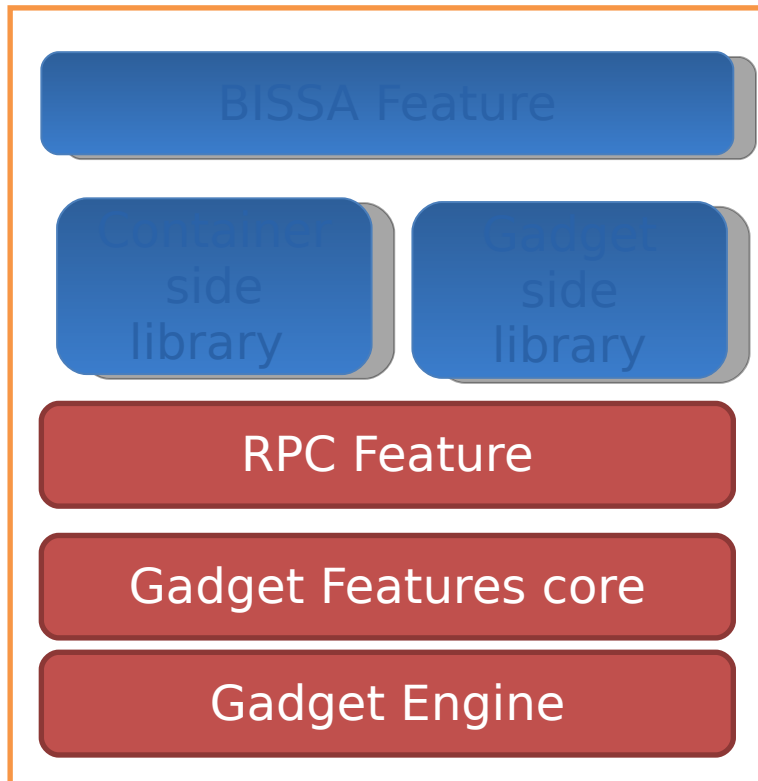 BISSA Feature
Container
side
library
Gadget
side
library
RPC Feature
Gadget Features core
Gadget Engine